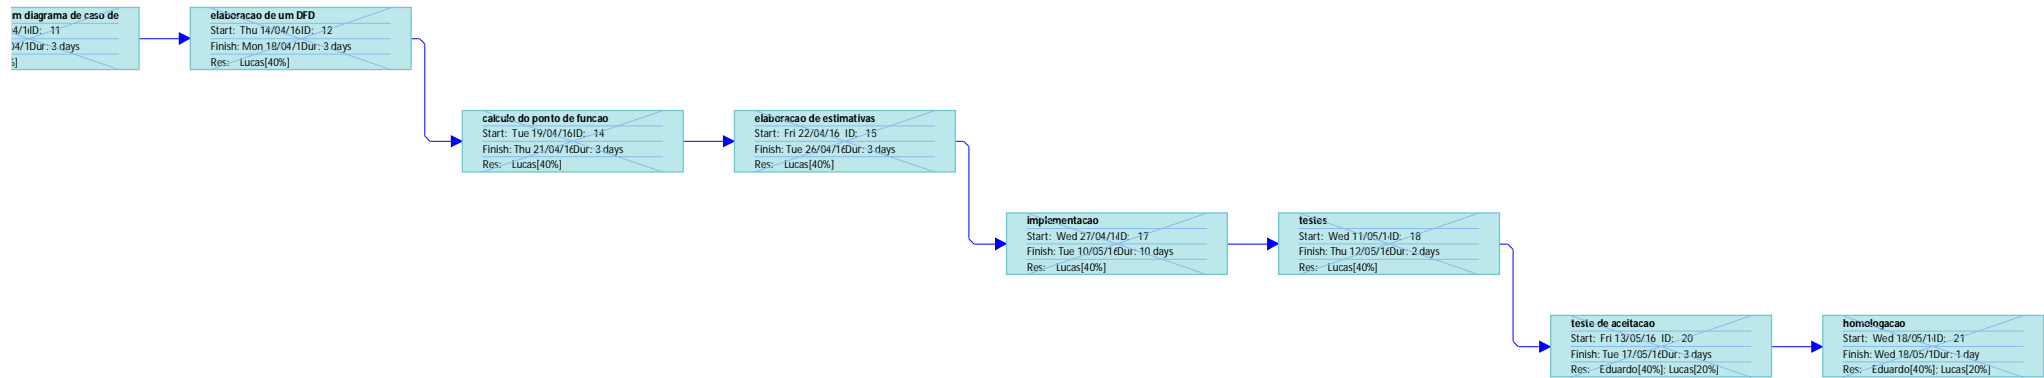 m diagrama de caso de
4/1ID: 11
04/1Dur: 3 days
elaboracao de um DFD
Start: Thu 14/04/16ID: 12
Finish: Mon 18/04/1Dur: 3 days
Res: Lucas[40%]
calculo do ponto de funcao
Start: Tue 19/04/16ID: 14
Finish: Thu 21/04/16Dur: 3 days
Res: Lucas[40%]
elaboracao de estimativas
Start: Fri 22/04/16 ID: 15
Finish: Tue 26/04/16Dur: 3 days
Res: Lucas[40%]
implementacao
Start: Wed 27/04/1ID: 17
Finish: Tue 10/05/16Dur: 10 days
Res: Lucas[40%]
testes
Start: Wed 11/05/1ID: 18
Finish: Thu 12/05/16Dur: 2 days
Res: Lucas[40%]
teste de aceitacao
Start: Fri 13/05/16 ID: 20
Finish: Tue 17/05/16Dur: 3 days
Res: Eduardo[40%]; Lucas[20%]
homologacao
Start: Wed 18/05/1ID: 21
Finish: Wed 18/05/1Dur: 1 day
Res: Eduardo[40%]; Lucas[20%]